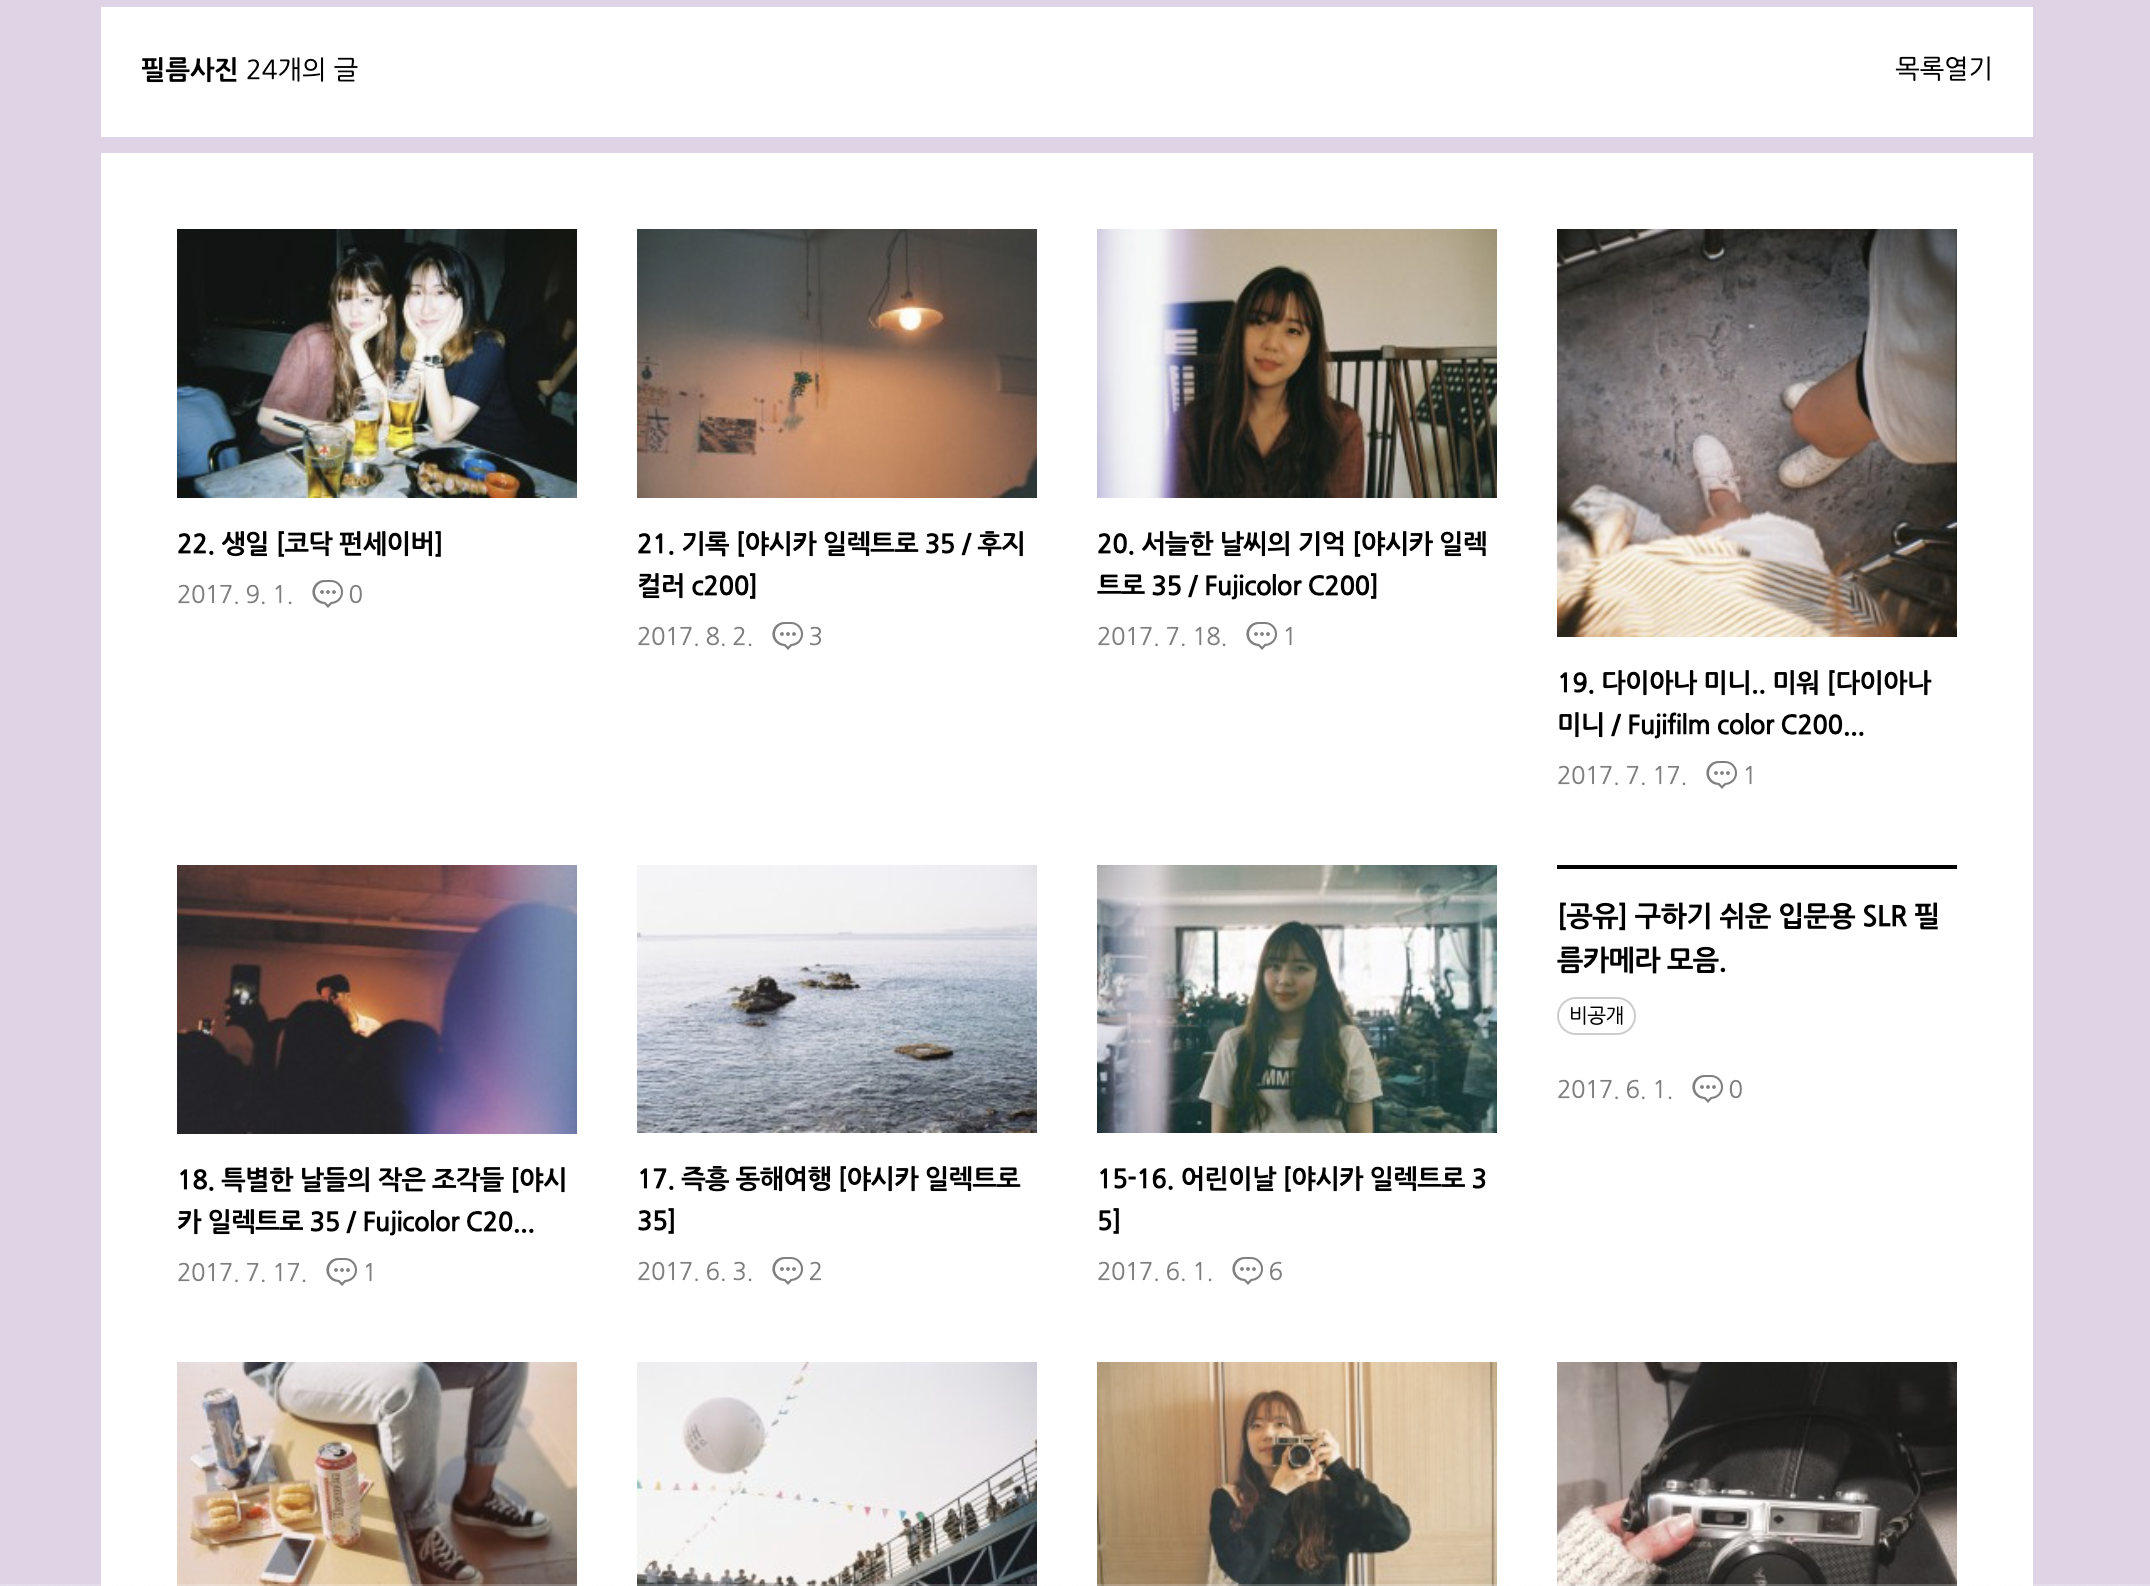 필름사진 24개의 글
목록열기
22. 생일 [코닥 펀세이버]
2017. 9. 1. 0
21. 기록 [야시카 일렉트로 35 / 후지
컬러 c200]
2017. 8. 2. 3
20. 서늘한 날씨의 기억 [야시카 일렉
트로 35 / Fujicolor C200]
2017. 7. 18. 1
19. 다이아나 미니.. 미워 [다이아나
미니 / Fujifilm color C200...
2017. 7. 17. 1
18. 특별한 날들의 작은 조각들 [야시
카 일렉트로 35 / Fujicolor C20...
2017. 7. 17. 1
17. 즉흥 동해여행 [야시카 일렉트로
35]
2017. 6. 3. 2
15-16. 어린이날 [야시카 일렉트로 3
5]
2017. 6. 1. 6
[공유] 구하기 쉬운 입문용 SLR 필
름카메라 모음.
비공개
2017. 6. 1. 0